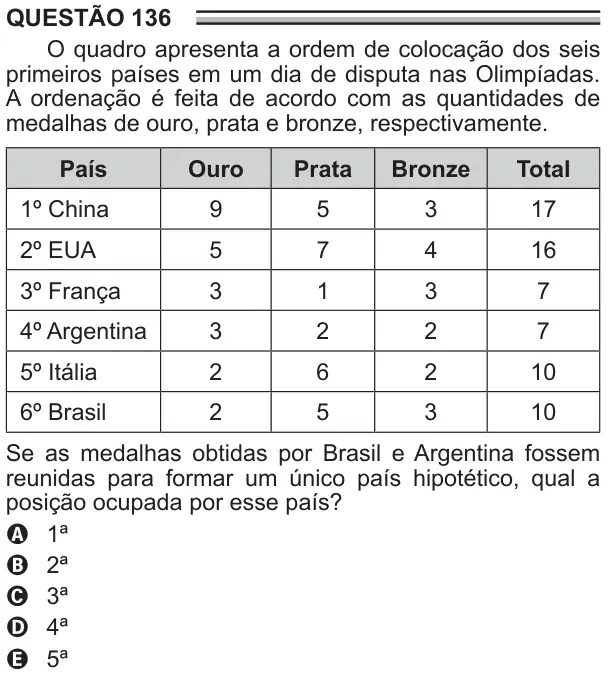 QUESTÃO 136
O quadro apresenta a ordem de colocação dos seis
primeiros países em um dia de disputa nas Olimpíadas.
A ordenação é feita de acordo com as quantidades de
medalhas de ouro, prata e bronze, respectivamente.
País Ouro Prata Bronze Total
1º China 9 5 3 17
2º EUA 5 7 4 16
3º França 3 1 3 7
4º Argentina 3 2 2 7
5º Itália 2 6 2 10
6º Brasil 2 5 3 10
Se as medalhas obtidas por Brasil e Argentina fossem
reunidas para formar um único país hipotético, qual a
posição ocupada por esse país?
A 1ª
B 2ª
C 3ª
D 4ª
E 5ª